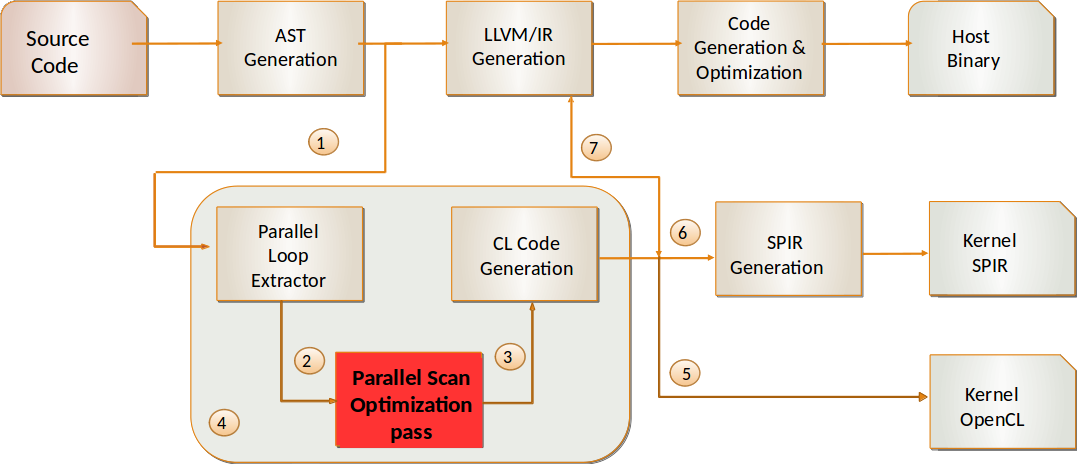 Source
Code
AST
Generation
LLVM/IR
Generation
Code
Generation &
Optimization
Host
Binary
1
7
Parallel
Loop
Extractor
CL Code
Generation
6
SPIR
Generation
Kernel
SPIR
2
3
Parallel Scan
Optimization
pass
5
Kernel
OpenCL
4